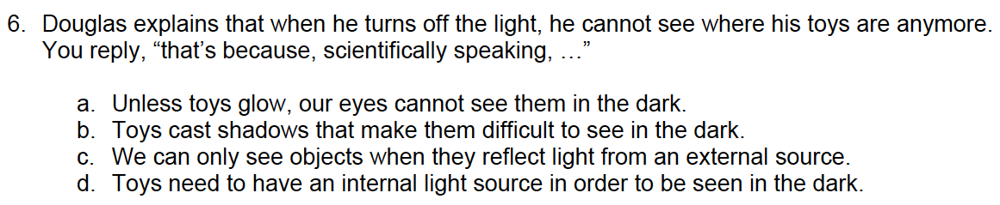 6. Douglas explains that when he turns off the light, he cannot see where his toys are anymore.
You reply, “that’s because, scientifically speaking, …”
a. Unless toys glow, our eyes cannot see them in the dark.
b. Toys cast shadows that make them difficult to see in the dark.
c. We can only see objects when they reflect light from an external source.
d. Toys need to have an internal light source in order to be seen in the dark.